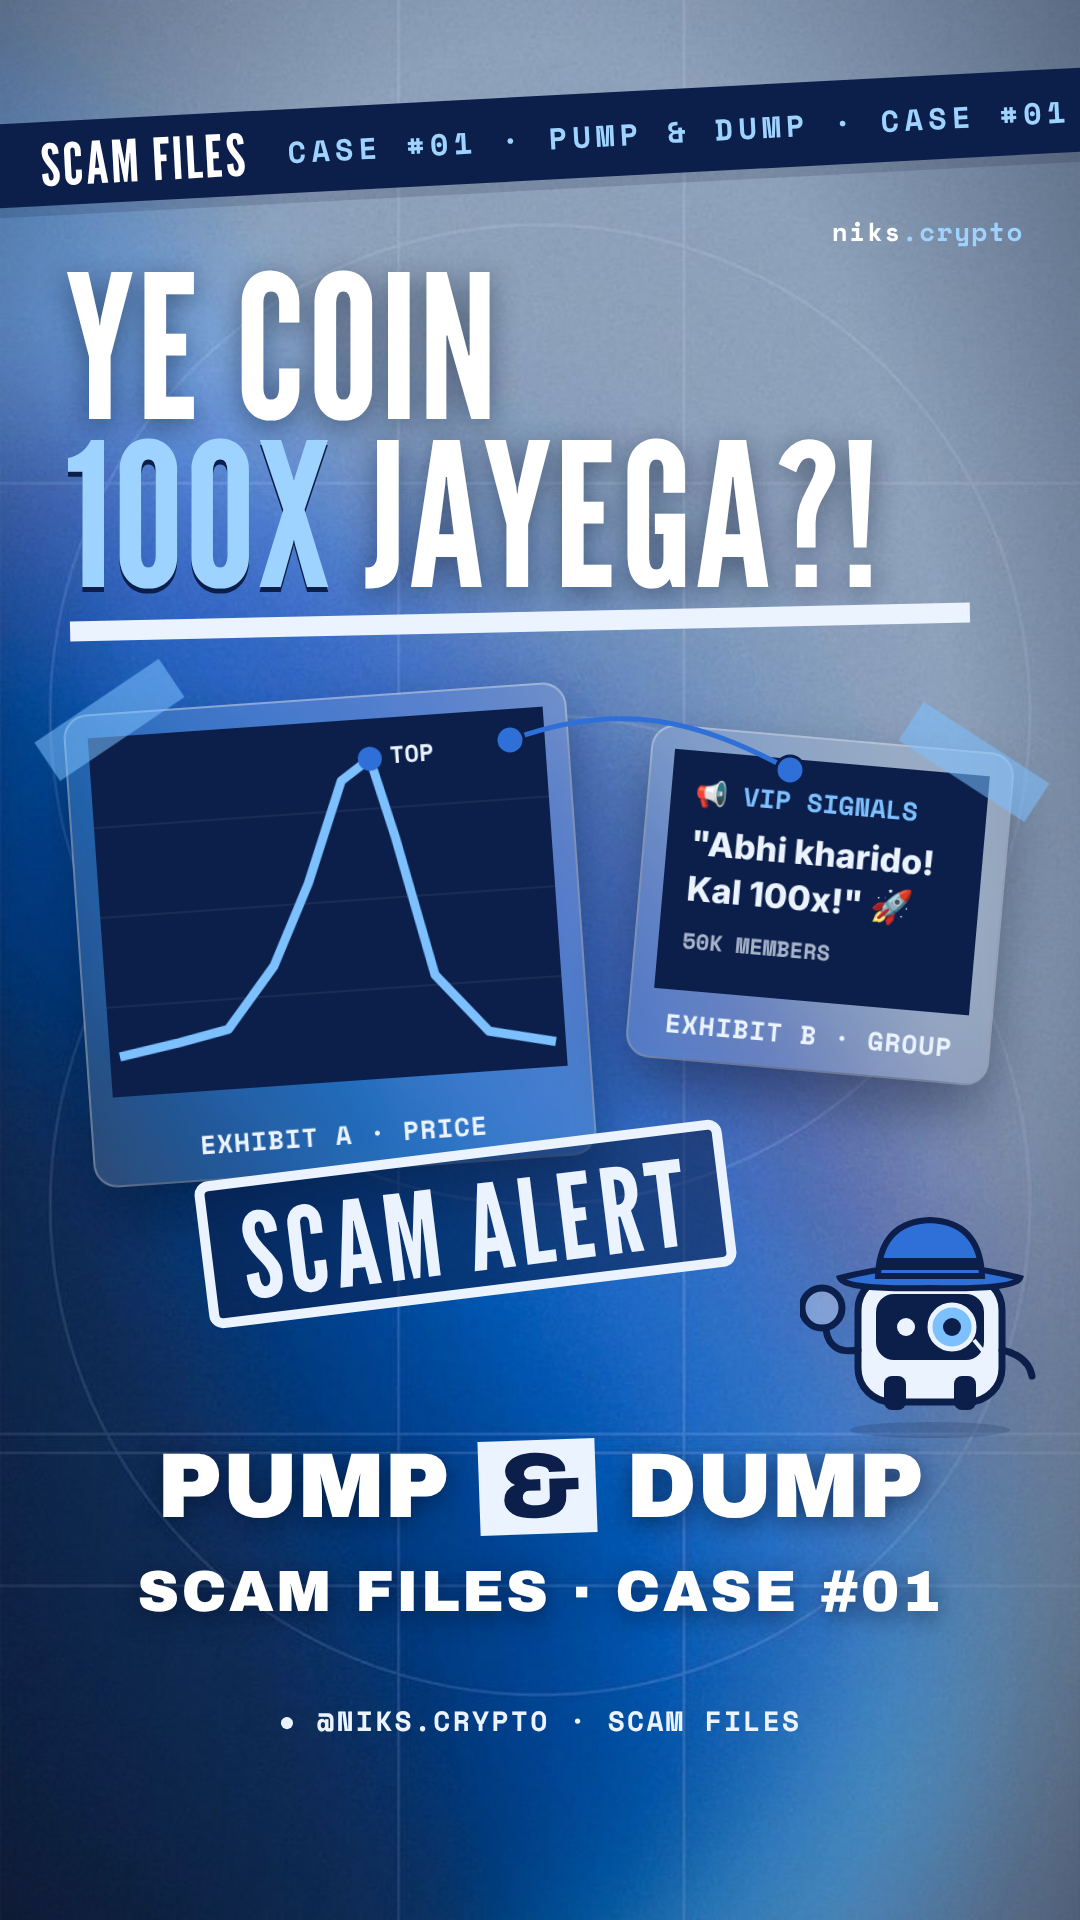 SCAM FILES CASE #01 · PUMP & DUMP · CASE #01
niks.crypto
YE COIN
100X JAYEGA?!
TOP
EXHIBIT A · PRICE
📢 VIP SIGNALS
"Abhi kharido!
Kal 100x!" 🚀
50K MEMBERS
EXHIBIT B · GROUP
SCAM ALERT
PUMP & DUMP
SCAM FILES · CASE #01
• @NIKS.CRYPTO · SCAM FILES